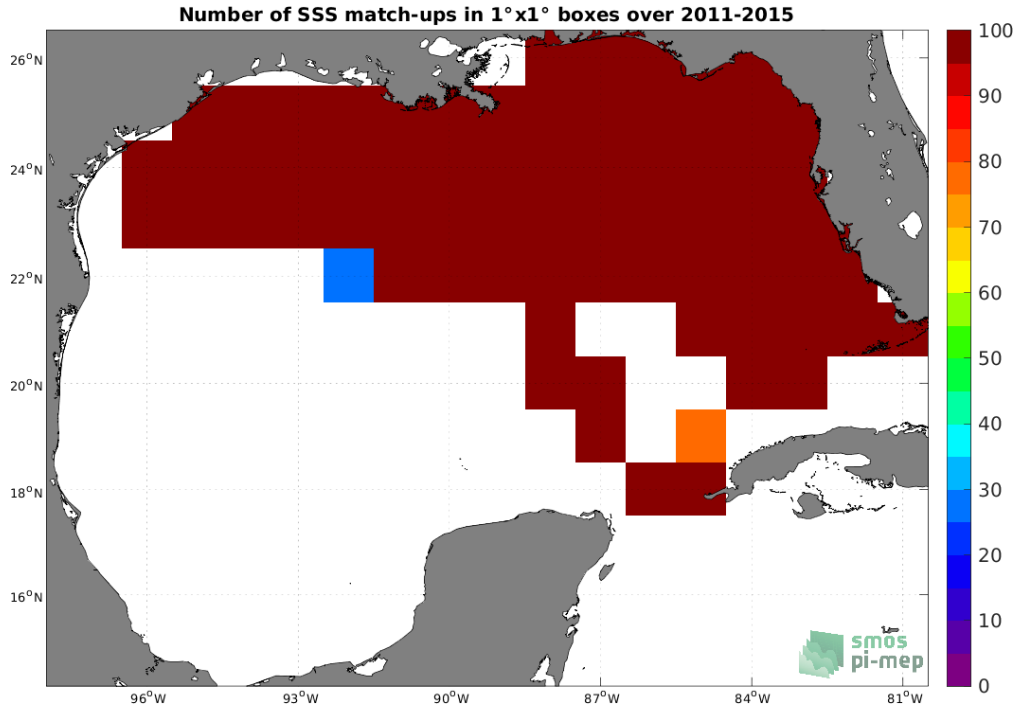 Number of SSS match-ups in 1°x1° boxes over 2011-2015
26°N
24°N
22°N
20°N
18°N
16°N
96°W
93°W
90°W
87°W
84°W
81°W
100
90
80
70
60
50
40
30
20
10
0
smos
pi-mep